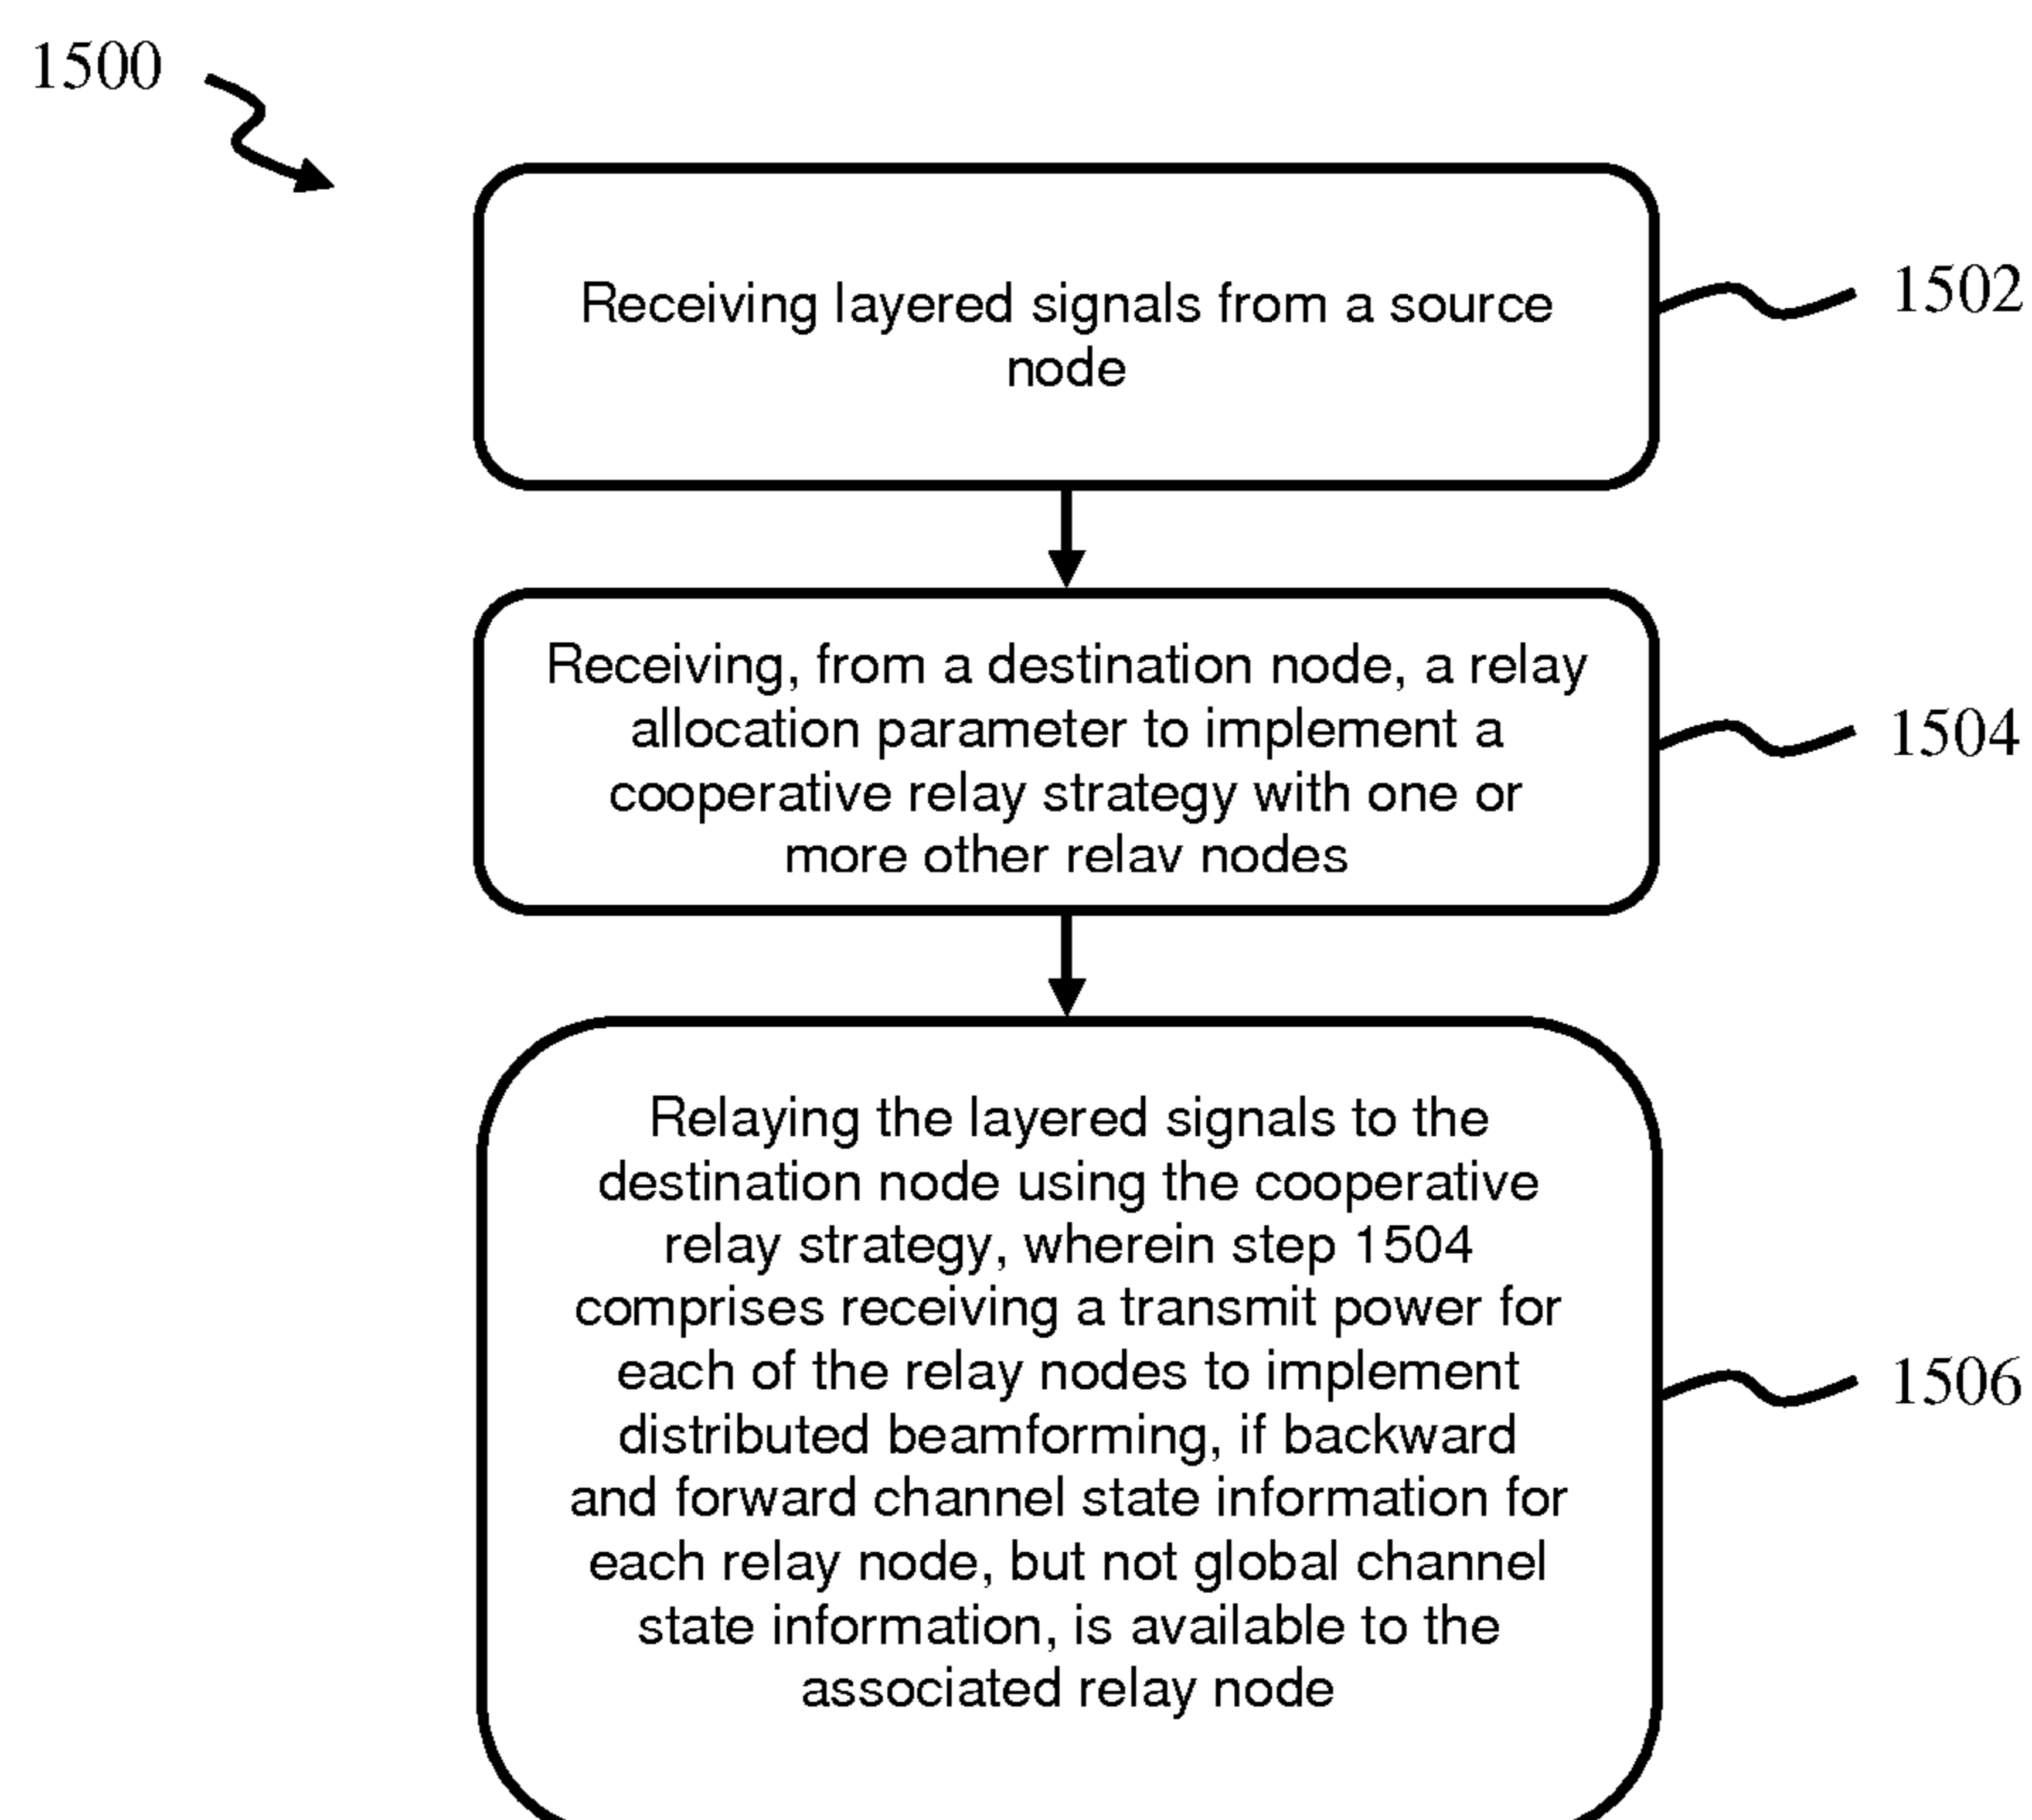 1500
Receiving layered signals from a source
node
1502
Receiving, from a destination node, a relay
allocation parameter to implement a
cooperative relay strategy with one or
more other relay nodes
1504
Relaying the layered signals to the
destination node using the cooperative
relay strategy, wherein step 1504
comprises receiving a transmit power for
each of the relay nodes to implement
distributed beamforming, if backward
and forward channel state information for
each relay node, but not global channel
state information, is available to the
associated relay node
1506